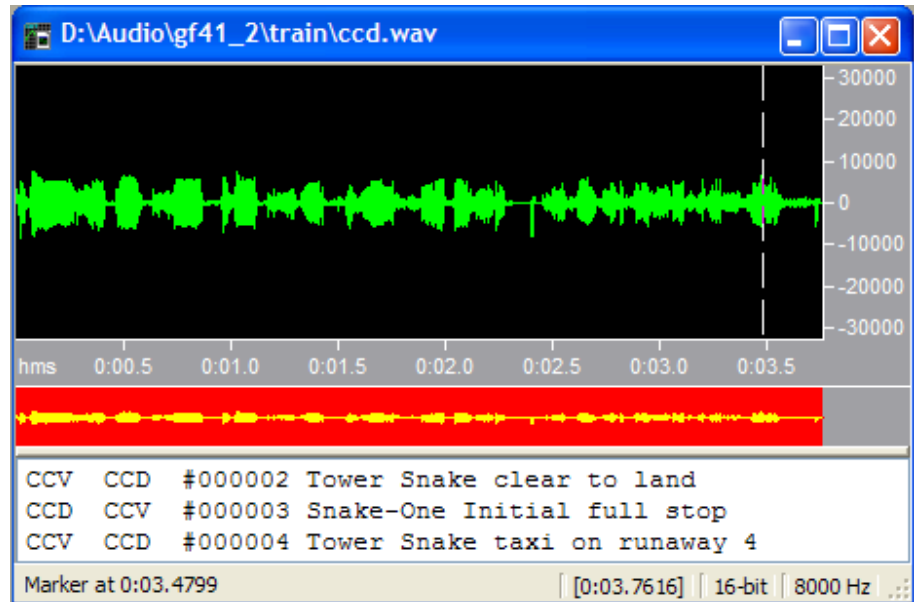 D:\Audio\gf41_2\train\ccd.wav
30000
20000
10000
0
-10000
-20000
-30000
hms 0:00.5 0:01.0 0:01.5 0:02.0 0:02.5 0:03.0 0:03.5
CCV CCD #000002 Tower Snake clear to land
CCD CCV #000003 Snake-One Initial full stop
CCV CCD #000004 Tower Snake taxi on runaway 4
Marker at 0:03.4799 [0:03.7616] 16-bit 8000 Hz